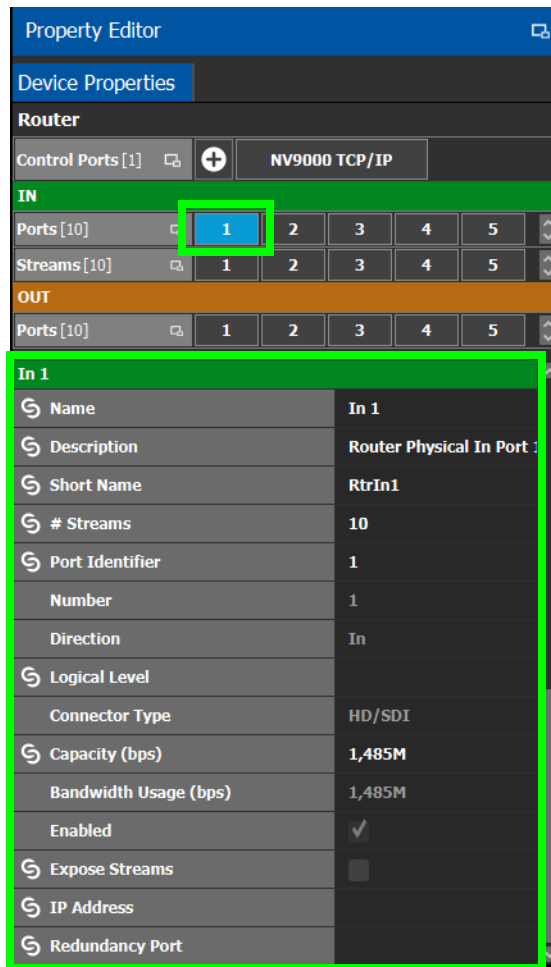 Property Editor
Device Properties
Router
Control Ports [1] NV9000 TCP/IP
IN
Ports [10] 1 2 3 4 5
Streams [10] 1 2 3 4 5
OUT
Ports [10] 1 2 3 4 5
In 1
Name In 1
Description Router Physical In Port 1
Short Name RtrIn1
# Streams 10
Port Identifier 1
Number 1
Direction In
Logical Level
Connector Type HD/SDI
Capacity (bps) 1,485M
Bandwidth Usage (bps) 1,485M
Enabled
Expose Streams
IP Address
Redundancy Port